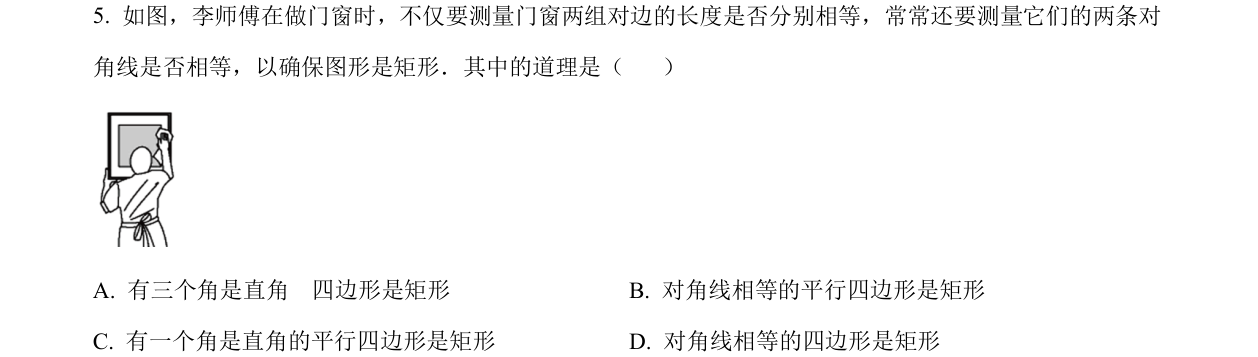 5. 如图，李师傅在做门窗时，不仅要测量门窗两组对边的长度是否分别相等，常常还要测量它们的两条对
角线是否相等，以确保图形是矩形．其中的道理是（　　）
A. 有三个角是直角　四边形是矩形　　B. 对角线相等的平行四边形是矩形
C. 有一个角是直角的平行四边形是矩形　　D. 对角线相等的四边形是矩形